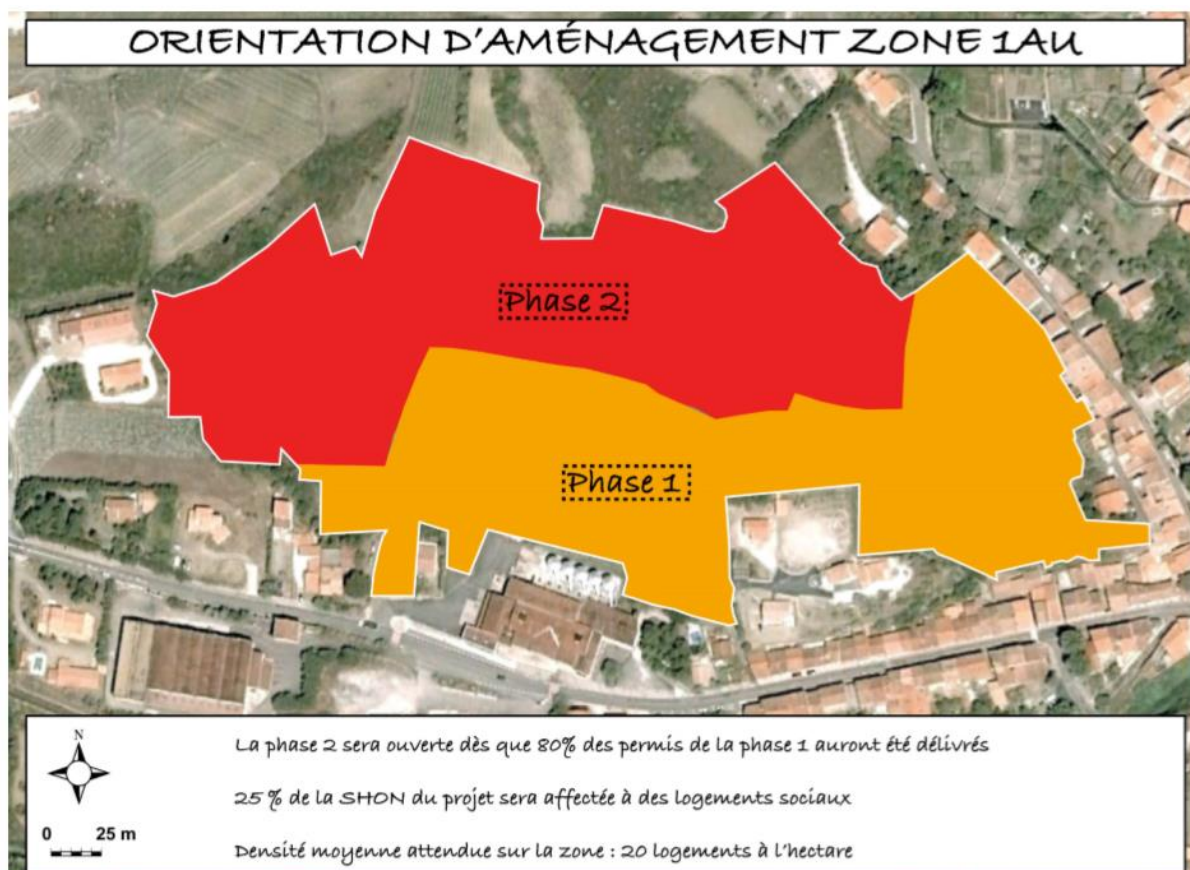 ORIENTATION D'AMÉNAGEMENT ZONE 1AU
Phase 2
Phase 1
N
La phase 2 sera ouverte dès que 80% des permis de la phase 1 auront été délivrés
25 % de la SHON du projet sera affectée à des logements sociaux
0 25 m
Densité moyenne attendue sur la zone : 20 logements à l'hectare